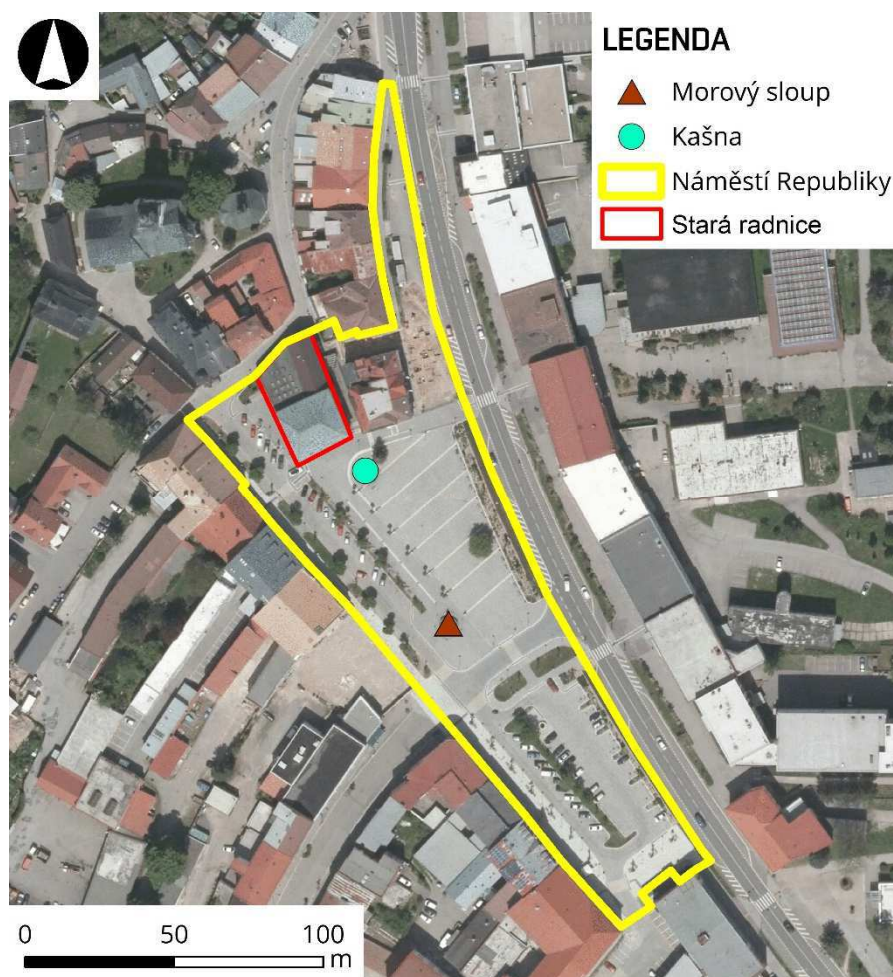 LEGENDA
Morový sloup
Kašna
Náměstí Republiky
Stará radnice
0 50 100
m